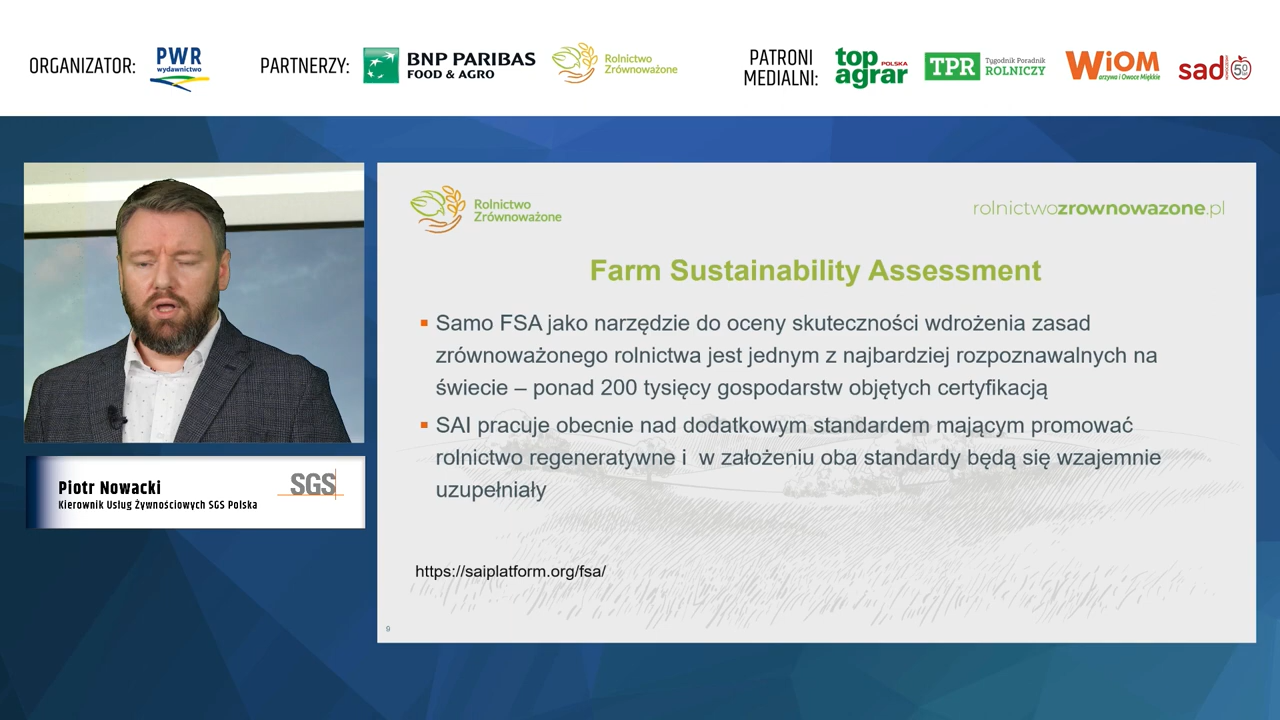 ORGANIZATOR:
PWR
wydawnictwo
PARTNERZY:
BNP PARIBAS
FOOD & AGRO
Rolnictwo
Zrównoważone
PATRONI
MEDIALNI:
top
agrar
POLSKA
TPR
Tygodnik Poradnik
ROLNICZY
WiOM
arzywa i Owoce Miękkie
sad
Rolnictwo
Zrównoważone
rolnictwozrownowazone.pl
Farm Sustainability Assessment
▪ Samo FSA jako narzędzie do oceny skuteczności wdrożenia zasad
zrównoważonego rolnictwa jest jednym z najbardziej rozpoznawalnych na
świecie – ponad 200 tysięcy gospodarstw objętych certyfikacją
▪ SAI pracuje obecnie nad dodatkowym standardem mającym promować
rolnictwo regeneratywne i w założeniu oba standardy będą się wzajemnie
uzupełniały
https://saiplatform.org/fsa/
9
Piotr Nowacki
Kierownik Usług Żywnościowych SGS Polska
SGS